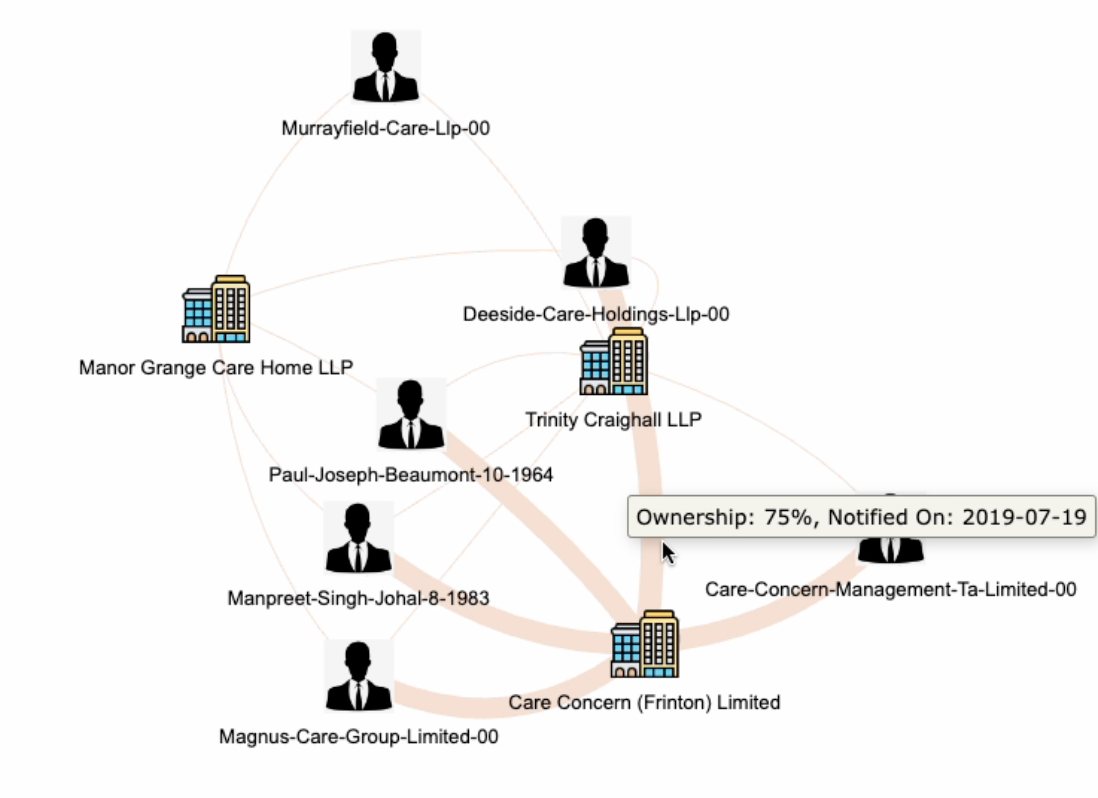 Murrayfield-Care-Llp-00
Deeside-Care-Holdings-Llp-00
Manor Grange Care Home LLP
Trinity Craighall LLP
Paul-Joseph-Beaumont-10-1964
Ownership: 75%, Notified On: 2019-07-19
Care-Concern-Management-Ta-Limited-00
Manpreet-Singh-Johal-8-1983
Care Concern (Frinton) Limited
Magnus-Care-Group-Limited-00